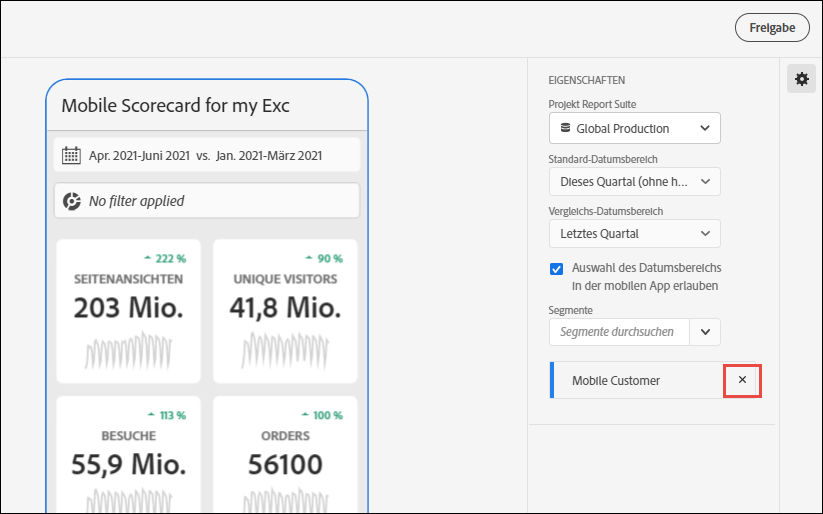 Freigabe
Mobile Scorecard for my Exc
Apr. 2021-Juni 2021 vs. Jan. 2021-März 2021
No filter applied
222 %
SEITENANSICHTEN
203 Mio.
90 %
UNIQUE VISITORS
41,8 Mio.
113 %
BESUCHE
55,9 Mio.
100 %
ORDERS
56100
EIGENSCHAFTEN
Projekt Report Suite
Global Production
Standard-Datumsbereich
Dieses Quartal (ohne h...
Vergleichs-Datumsbereich
Letztes Quartal
Auswahl des Datumsbereichs
in der mobilen App erlauben
Segmente
Segmente durchsuchen
Mobile Customer